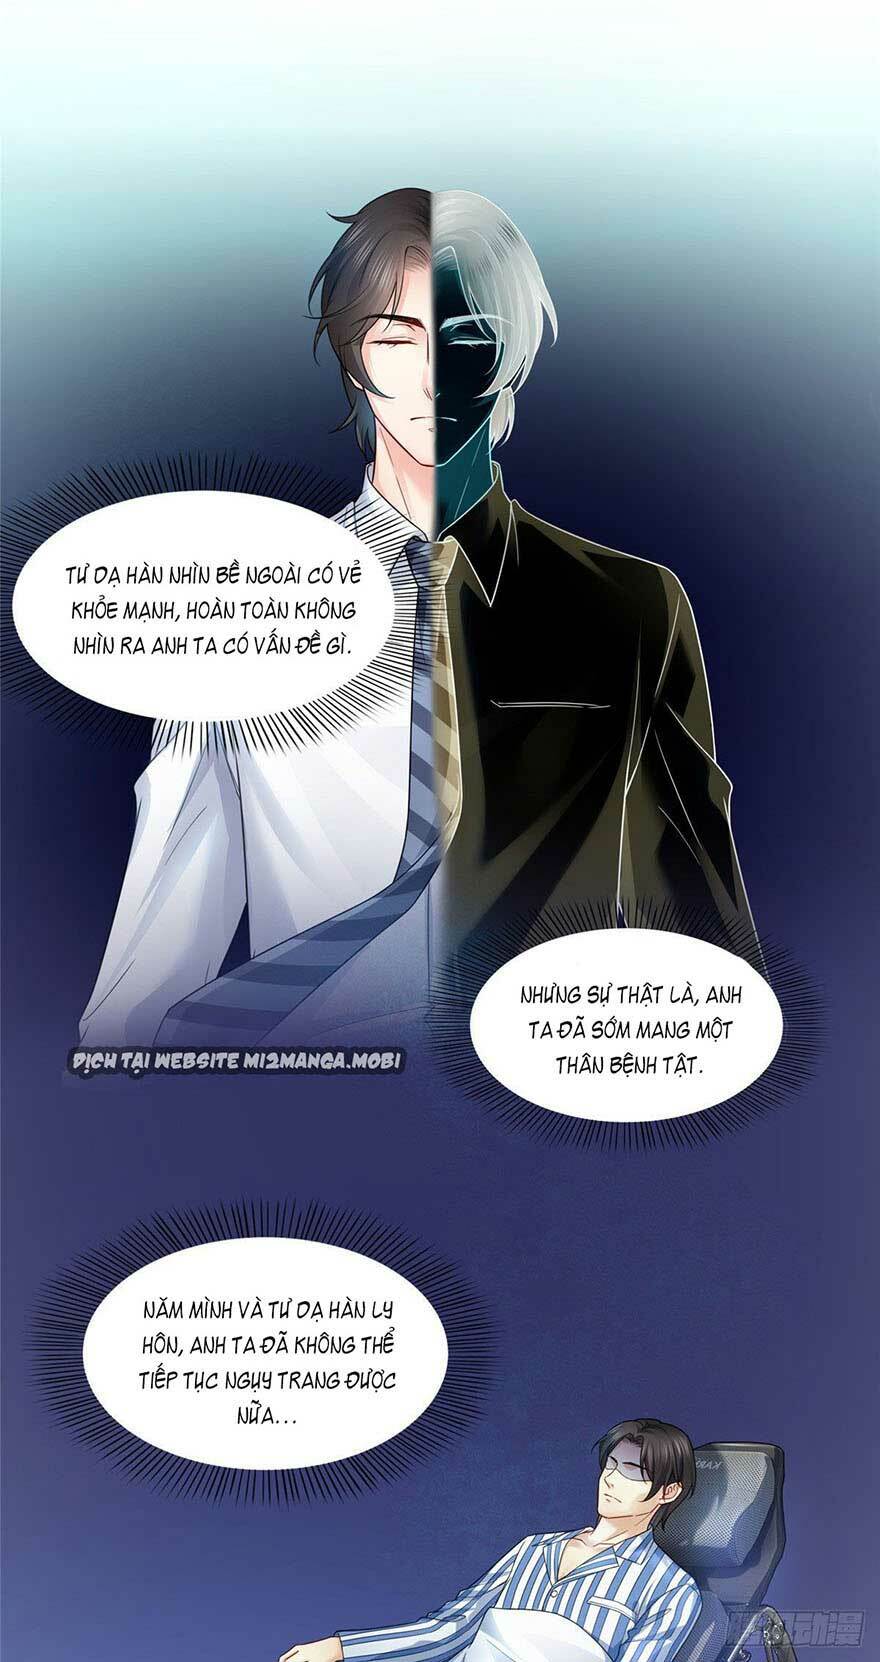 TƯ DẠ HÀN NHÌN BỀ NGOÀI CÓ VẺ
KHỎE MẠNH, HOÀN TOÀN KHÔNG
NHÌN RA ANH TA CÓ VẤN ĐỀ GÌ.
NHƯNG SỰ THẬT LÀ, ANH
TA ĐÃ SỚM MANG MỘT
THÂN BỆNH TẬT.
DỊCH TẠI WEBSITE MI2MANGA.MOBI
NĂM MÌNH VÀ TƯ DẠ HÀN LY
HÔN, ANH TA ĐÃ KHÔNG THỂ
TIẾP TỤC NGỤY TRANG ĐƯỢC
NỮA...